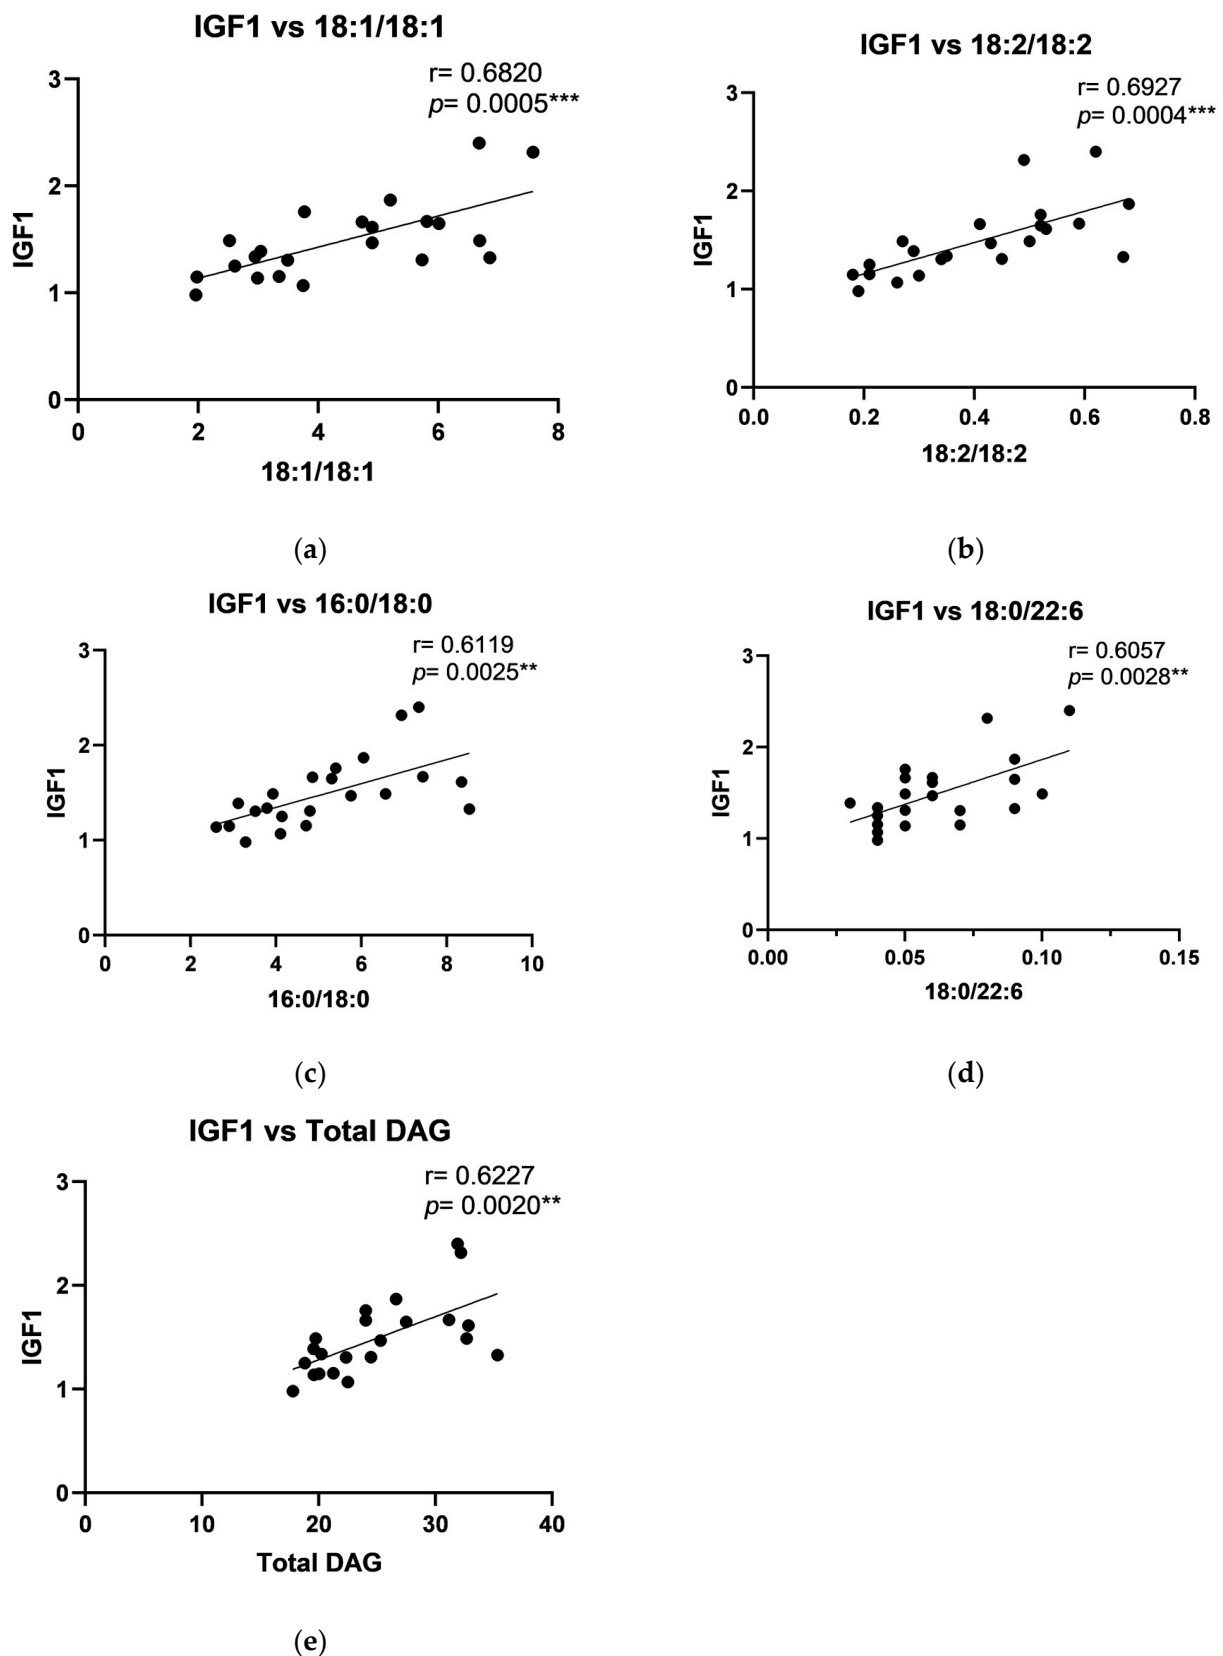 IGF1 vs 18:1/18:1
r= 0.6820
p= 0.0005***
3
2
1
0
IGF1
0 2 4 6 8
18:1/18:1
(a)
IGF1 vs 18:2/18:2
r= 0.6927
p= 0.0004***
3
2
1
0
IGF1
0.0 0.2 0.4 0.6 0.8
18:2/18:2
(b)
IGF1 vs 16:0/18:0
r= 0.6119
p= 0.0025**
3
2
1
0
IGF1
0 2 4 6 8 10
16:0/18:0
(c)
IGF1 vs 18:0/22:6
r= 0.6057
p= 0.0028**
3
2
1
0
IGF1
0.00 0.05 0.10 0.15
18:0/22:6
(d)
IGF1 vs Total DAG
r= 0.6227
p= 0.0020**
3
2
1
0
IGF1
0 10 20 30 40
Total DAG
(e)